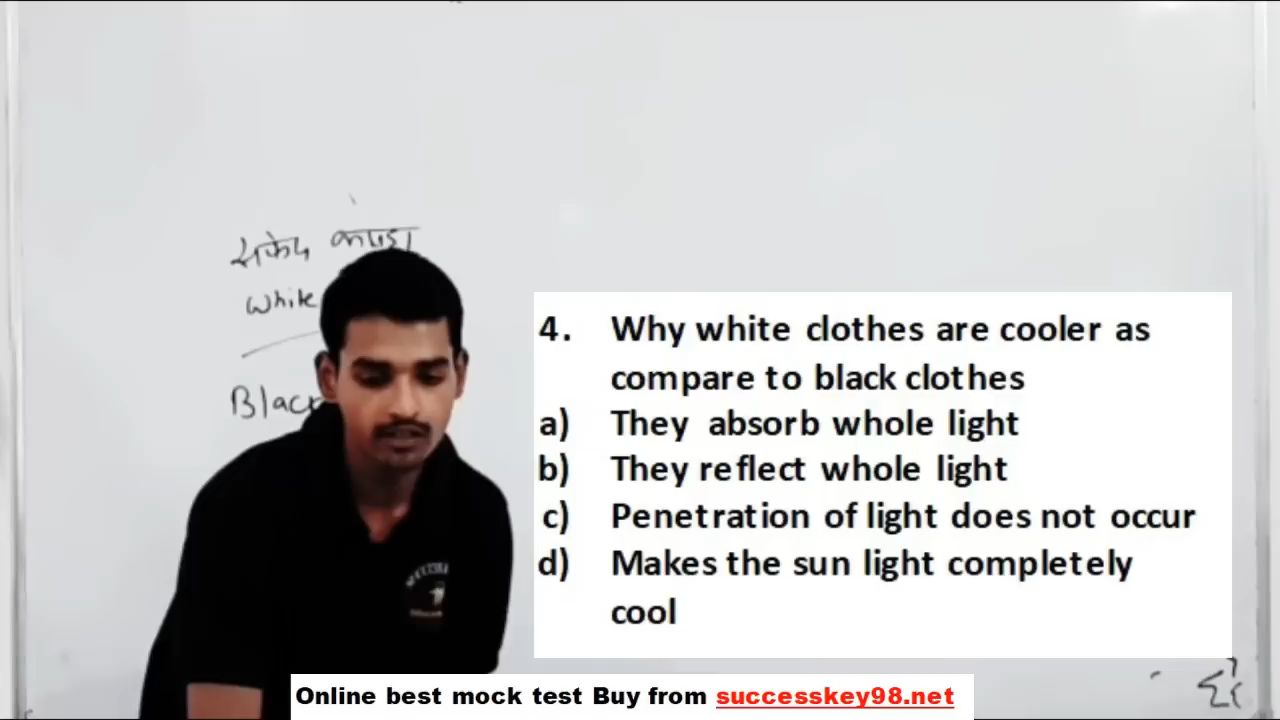 सफेद कपड़ा
white
Black
4. Why white clothes are cooler as
compare to black clothes
a) They absorb whole light
b) They reflect whole light
c) Penetration of light does not occur
d) Makes the sun light completely
cool
Online best mock test Buy from successkey98.net